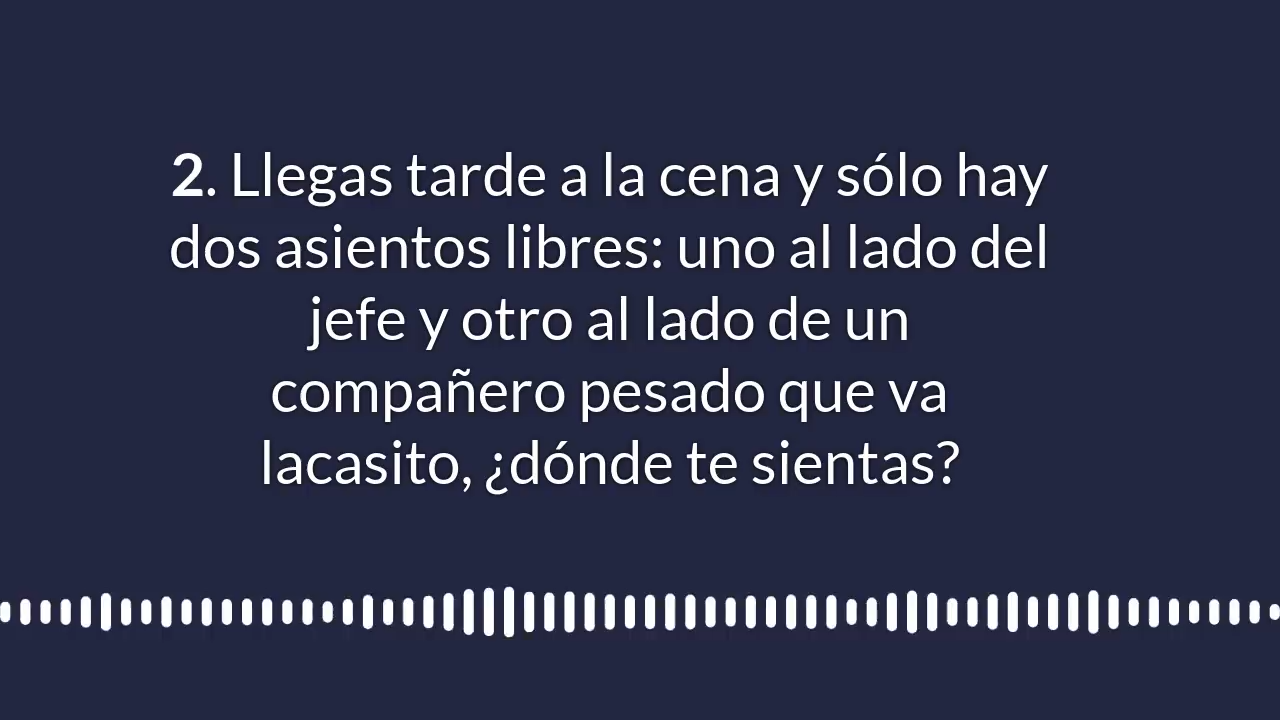 2. Llegas tarde a la cena y sólo hay
dos asientos libres: uno al lado del
jefe y otro al lado de un
compañero pesado que va
lacasito, ¿dónde te sientas?